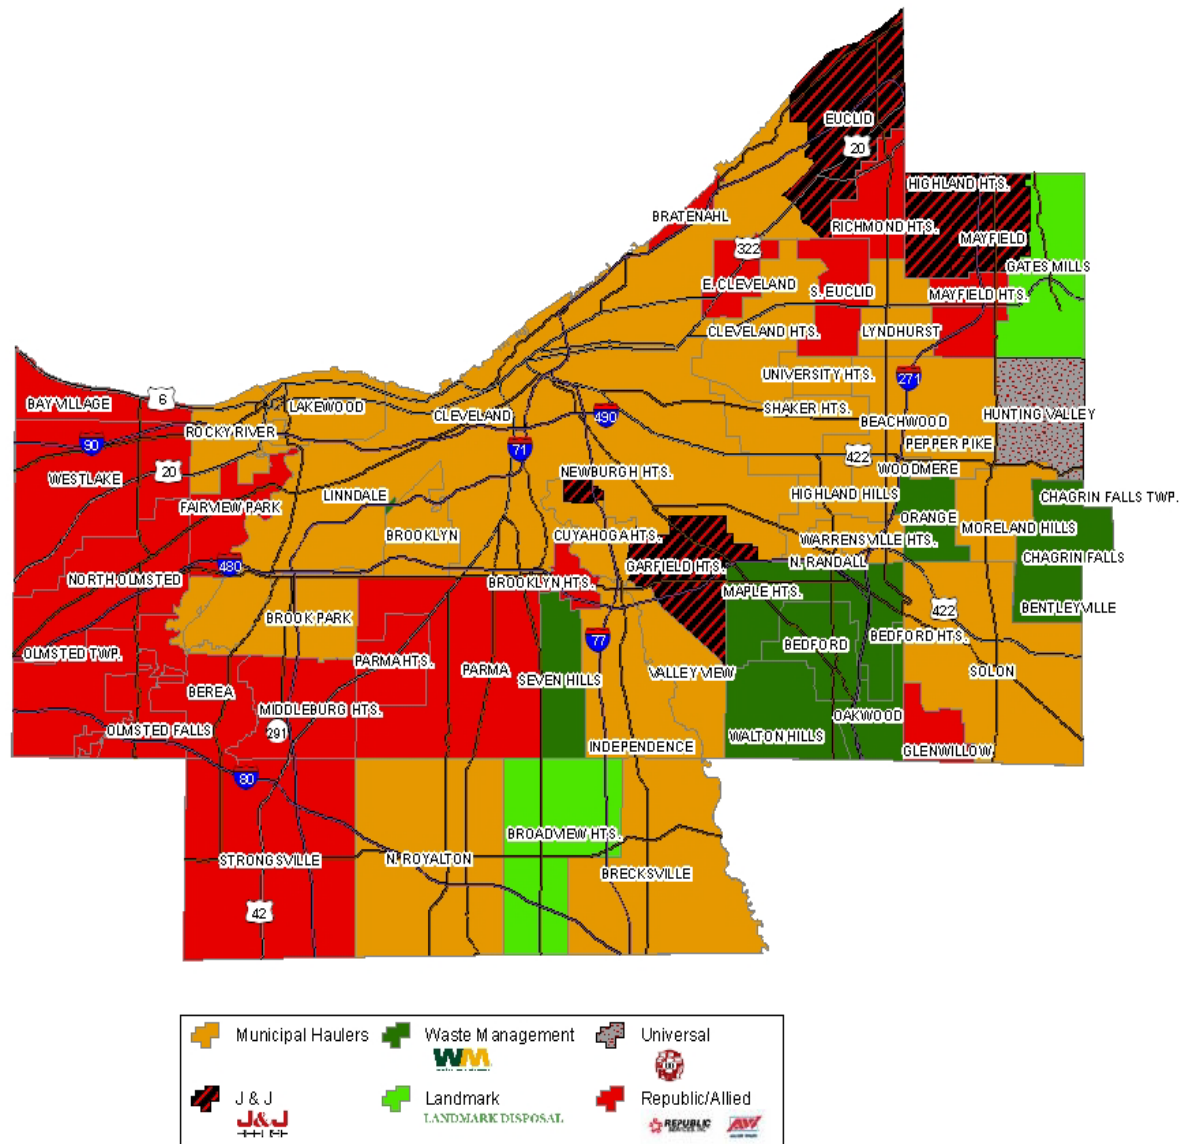 EUCLID
20
HIGHLAND HTS.
BRATENAHL
RICHMOND HTS.
MAYFIELD
322
GATES MILLS
E. CLEVELAND
S. EUCLID
MAYFIELD HTS.
CLEVELAND HTS.
LYNDHURST
UNIVERSITY HTS.
271
6
BAY VILLAGE
LAKEWOOD
CLEVELAND
490
SHAKER HTS.
HUNTING VALLEY
BEACHWOOD
ROCKY RIVER
90
71
PEPPER PIKE
422
20
WOODMERE
WESTLAKE
NEWBURGH HTS.
LINNDALE
HIGHLAND HILLS
CHAGRIN FALLS TWP.
FAIRVIEW PARK
ORANGE
MORELAND HILLS
BROOKLYN
CUYAHOGA HTS.
WARRENSVILLE HTS.
CHAGRIN FALLS
N. RANDALL
480
GARFIELD HTS.
NORTH OLMSTED
BROOKLYN HTS.
MAPLE HTS.
422
BENTLEYVILLE
BROOK PARK
77
BEDFORD
BEDFORD HTS.
OLMSTED TWP.
PARMA HTS.
PARMA
VALLEY VIEW
SOLON
SEVEN HILLS
BEREA
MIDDLEBURG HTS.
OAKWOOD
OLMSTED FALLS
291
WALTON HILLS
INDEPENDENCE
GLENWILLOW
80
BROADVIEW HTS.
STRONGSVILLE
N. ROYALTON
BRECKSVILLE
42
Municipal Haulers
Waste Management
WM
Universal
J & J
J&J
Landmark
LANDMARK DISPOSAL
Republic/Allied
REPUBLIC
AW